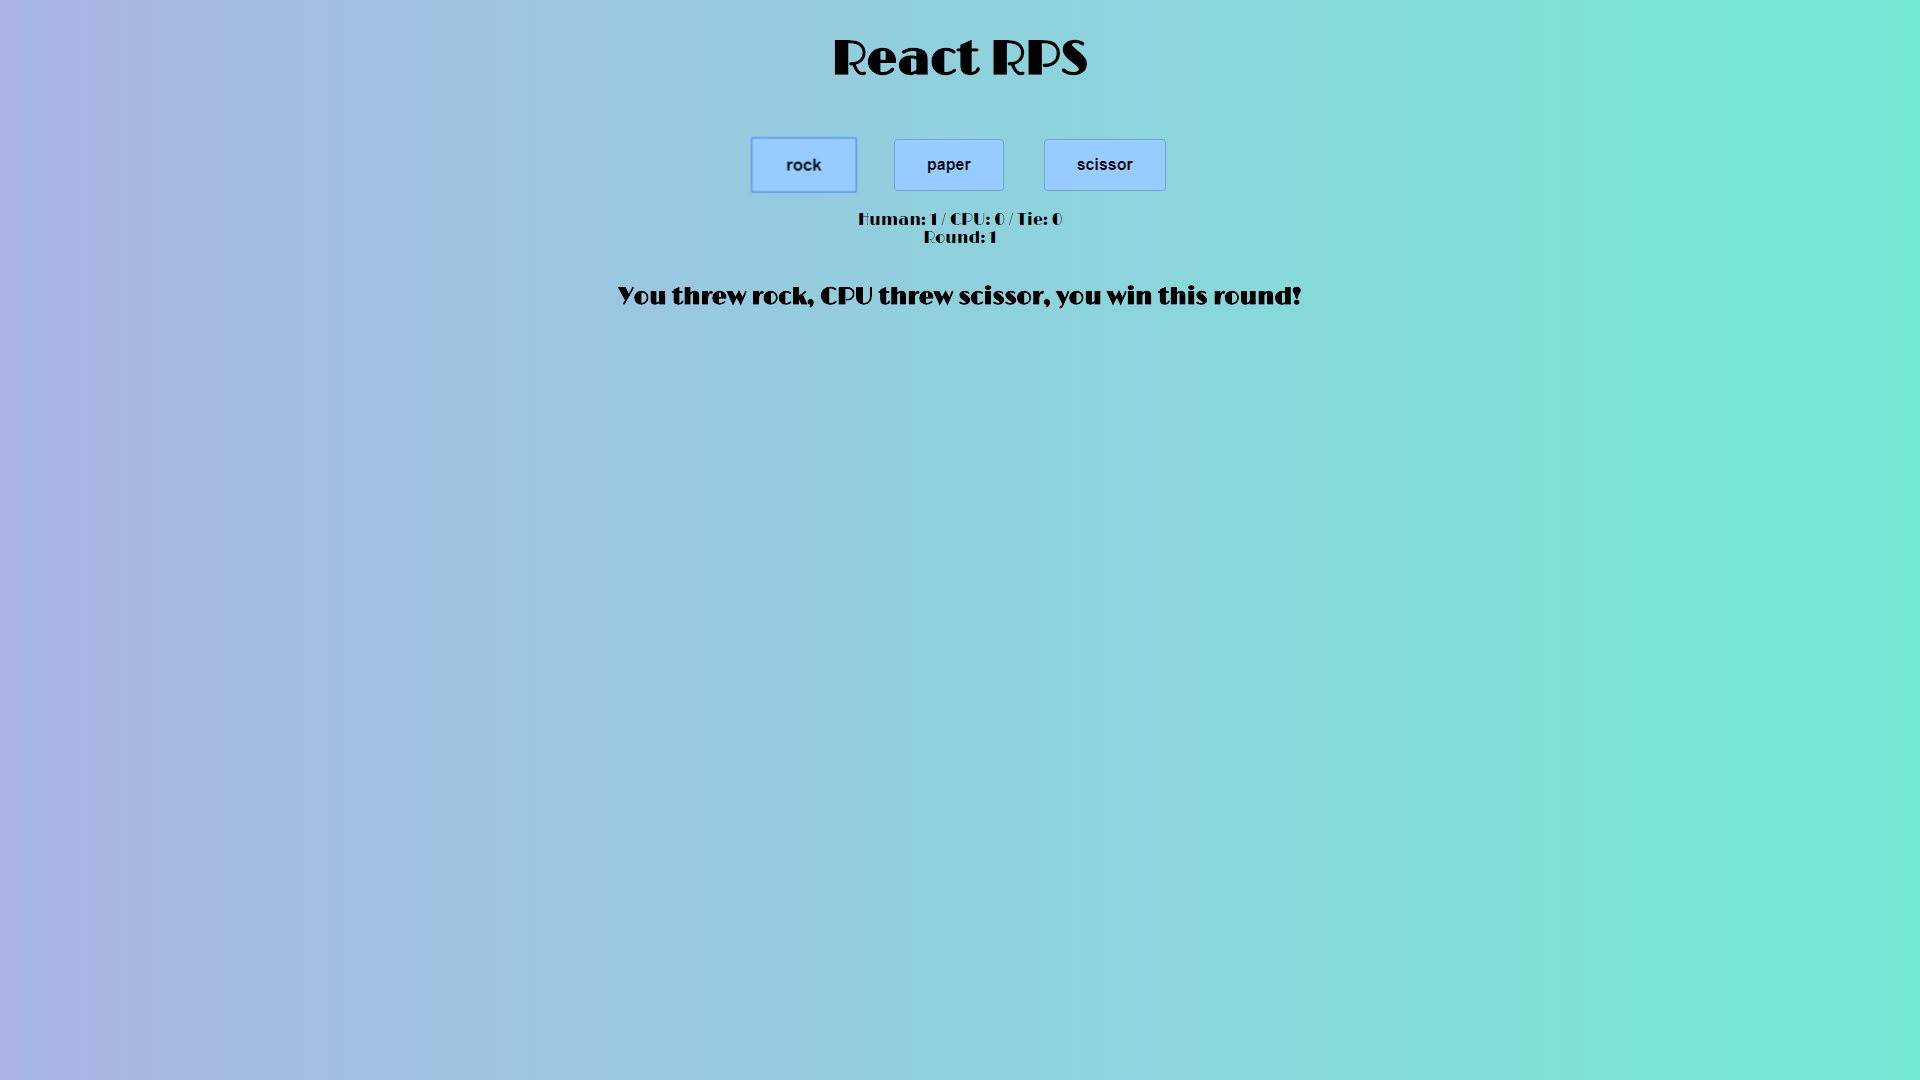 React RPS
rock paper scissor
Human: 1 / CPU: 0 / Tie: 0
Round: 1
You threw rock, CPU threw scissor, you win this round!